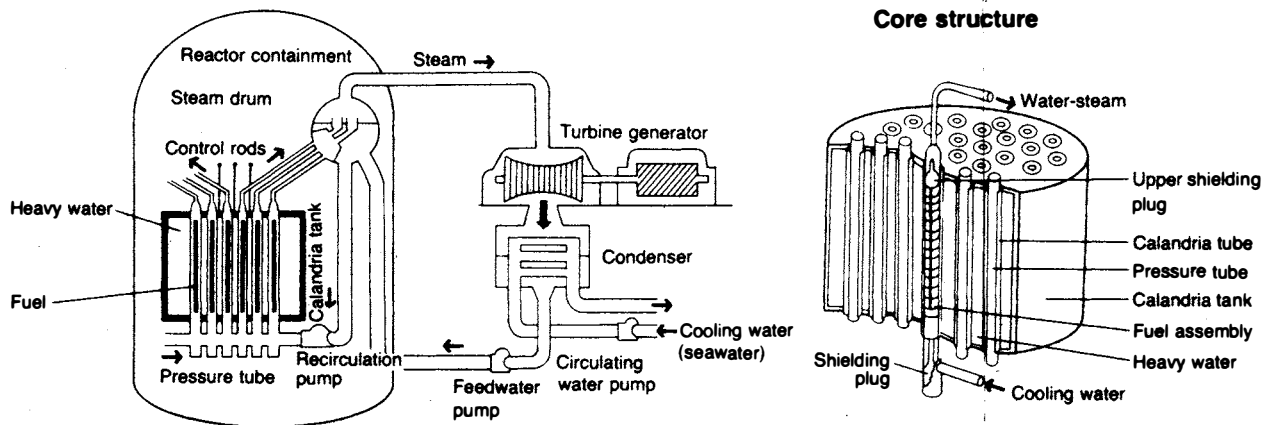 Core structure
Reactor containment
Steam →
Steam drum
Turbine generator
Control rods
Heavy water
Calandria tank
Condenser
Fuel
Cooling water
(seawater)
Recirculation
pump
Pressure tube
Circulating
water pump
Feedwater
pump
Water-steam
Upper shielding
plug
Calandria tube
Pressure tube
Calandria tank
Fuel assembly
Heavy water
Shielding
plug
Cooling water